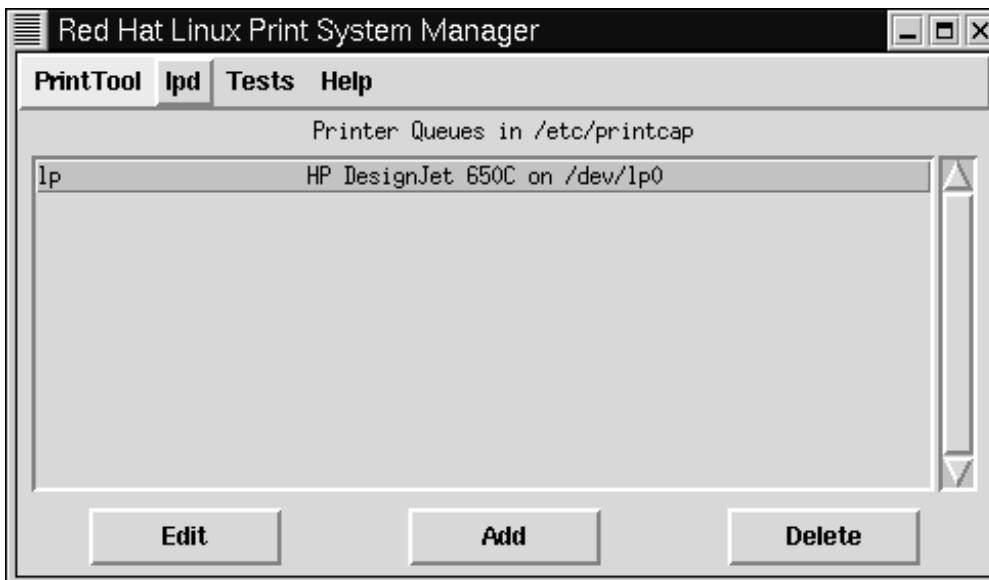 Red Hat Linux Print System Manager
PrintTool lpd Tests Help
Printer Queues in /etc/printcap
lp HP DesignJet 650C on /dev/lp0
Edit Add Delete